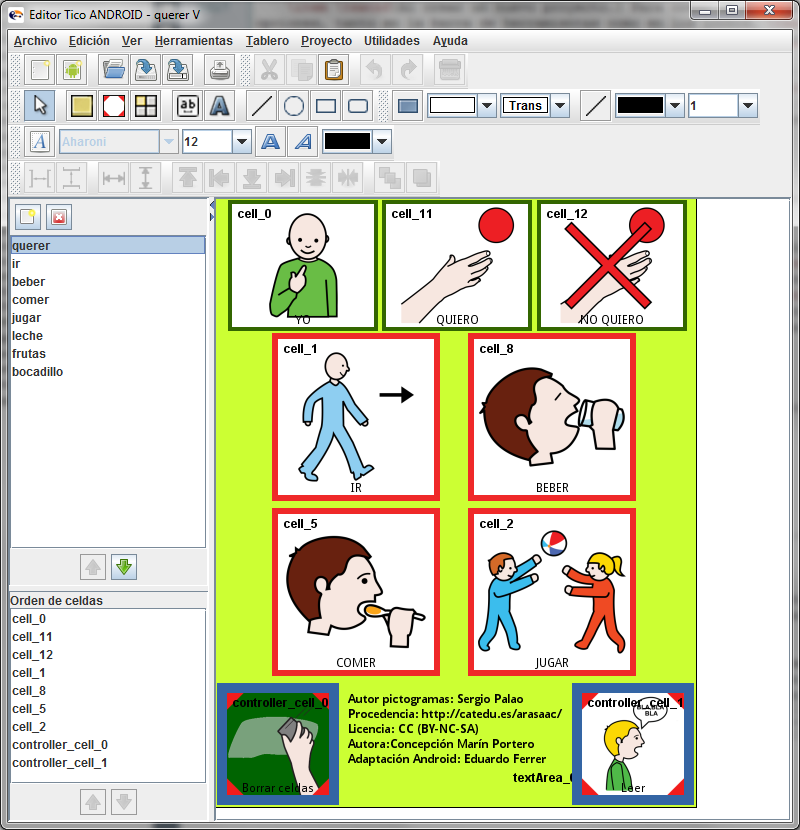 Editor Tico ANDROID - querer V
Archivo Edición Ver Herramientas Tablero Proyecto Utilidades Ayuda
ab A
Trans
1
A Aharoni 12 A A
querer
ir
beber
comer
jugar
leche
frutas
bocadillo
Orden de celdas
cell_0
cell_11
cell_12
cell_1
cell_8
cell_5
cell_2
controller_cell_0
controller_cell_1
cell_0
YO
cell_11
QUIERO
cell_12
NO QUIERO
cell_1
IR
cell_8
BEBER
cell_5
COMER
cell_2
JUGAR
controller_cell_0
Borrar celdas
Autor pictogramas: Sergio Palao
Procedencia: http://catedu.es/arasaac/
Licencia: CC (BY-NC-SA)
Autora:Concepción Marín Portero
Adaptación Android: Eduardo Ferrer
textArea_
controller_cell_1
BLA BLA
BLA
Leer